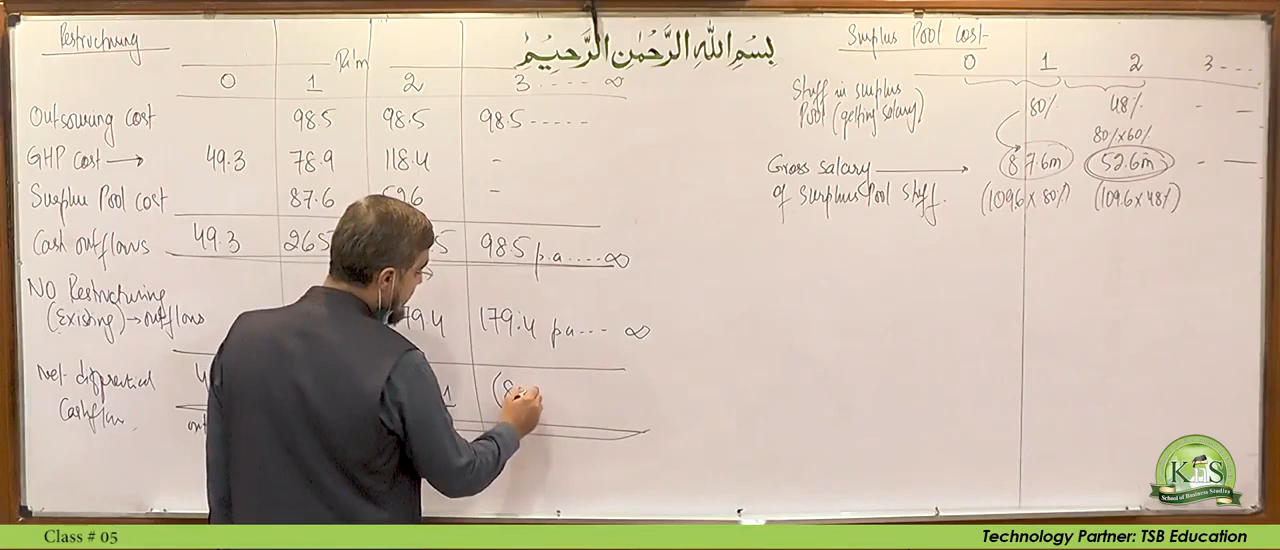 Restructuring
Rs'm
0 1 2 3 ..... ∞
Outsourcing cost 98.5 98.5 98.5 -----
GHP cost → 49.3 78.9 118.4 -
Surplus Pool cost 87.6 -
Cash outflows 49.3 98.5 p.a ..... ∞
NO Restructuring
(Existing) → outflows 179.4 p.a --- ∞
Net differential
Cashflow
بِسْمِ اللهِ الرَّحْمٰنِ الرَّحِيْمِ
Surplus Pool Cost
0 1 2 3 ----
Staff in surplus
Pool (getting salary) 80% 48% - -
80% x 60%
Gross salary → 87.6m 52.6m - -
of Surplus Pool Staff. (109.6 x 80%) (109.6 x 48%)
KnS
School of Business Studies
Class # 05
Technology Partner: TSB Education